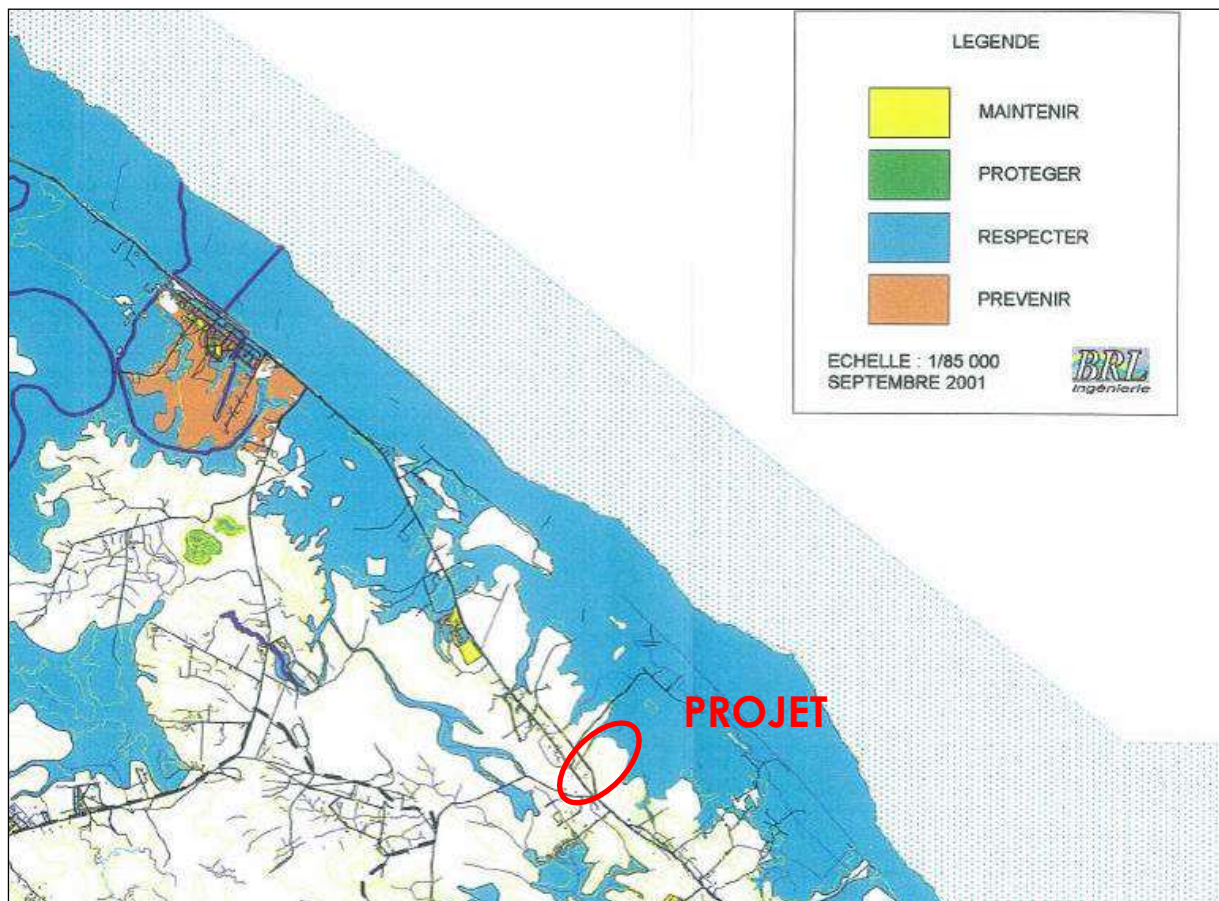 LEGENDE
MAINTENIR
PROTEGER
RESPECTER
PREVENIR
ECHELLE : 1/85 000
SEPTEMBRE 2001
BRL
Ingénierie
PROJET